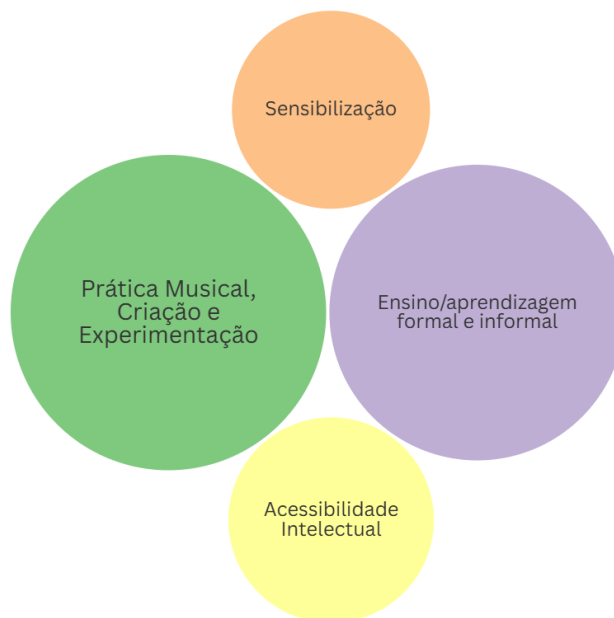 Sensibilização
Prática Musical,
Criação e
Experimentação
Ensino/aprendizagem
formal e informal
Acessibilidade
Intelectual